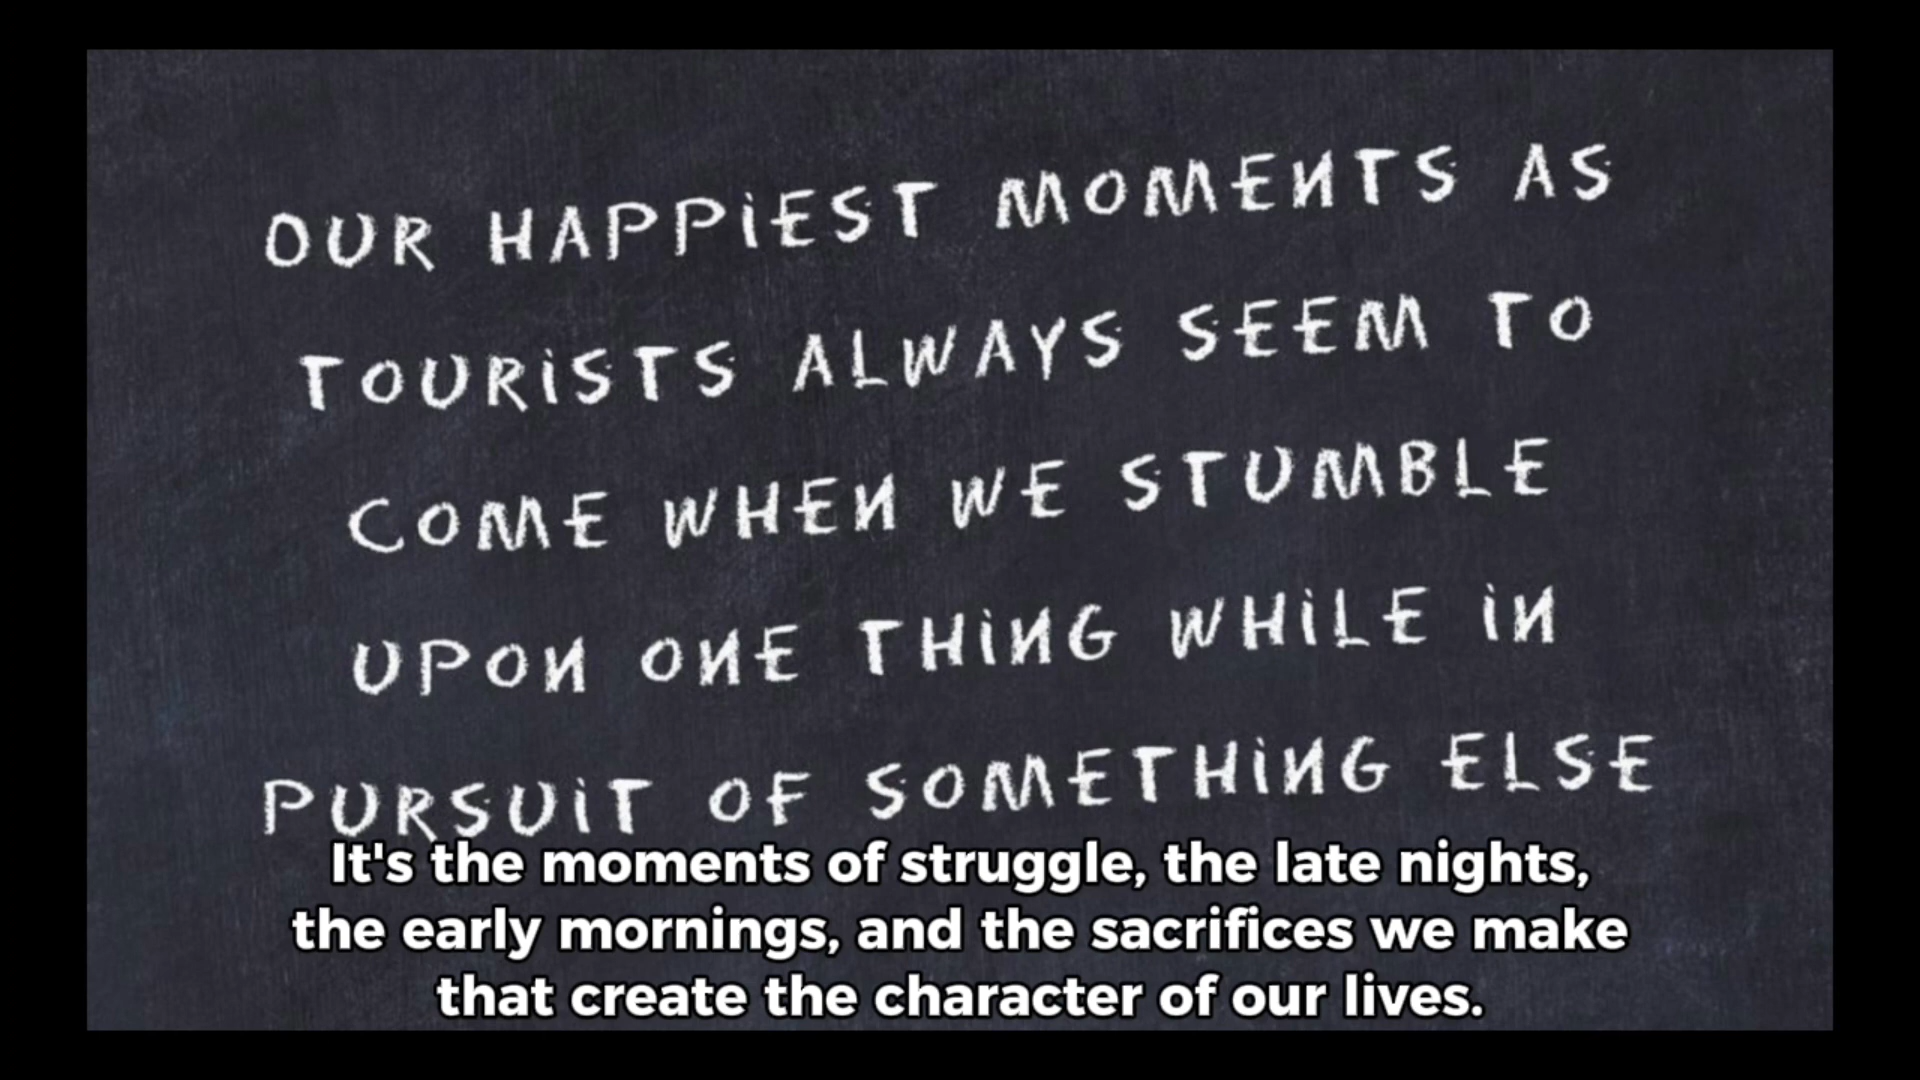 OUR HAPPiEST MOMENTS AS
TOURiSTS ALWAYS SEEM TO
COME WHEN WE STUMBLE
UPON ONE THiNG WHiLE iN
PURSUiT OF SOMETHiNG ELSE
It's the moments of struggle, the late nights,
the early mornings, and the sacrifices we make
that create the character of our lives.